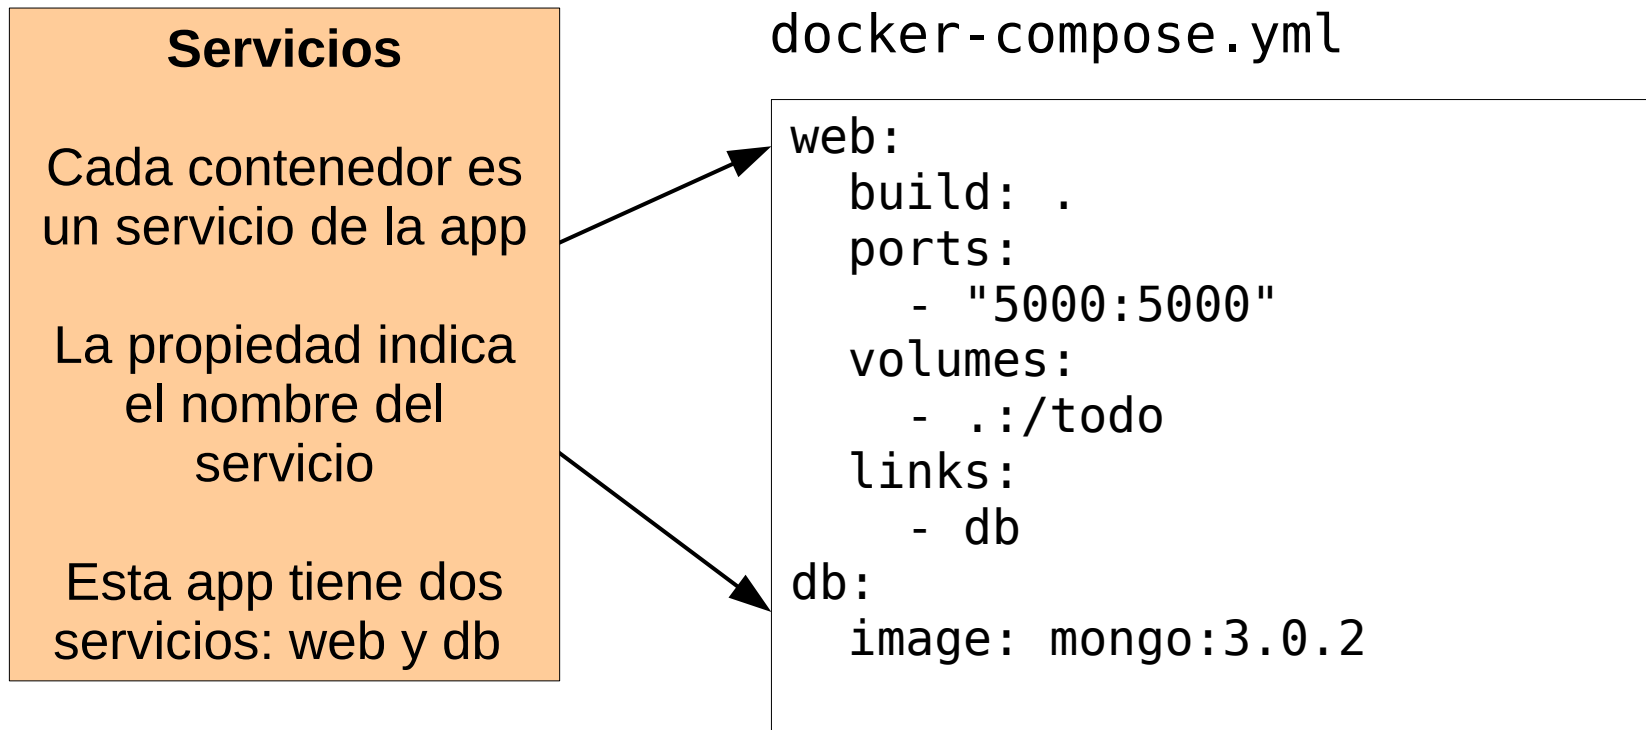 Servicios
Cada contenedor es
un servicio de la app
La propiedad indica
el nombre del
servicio
Esta app tiene dos
servicios: web y db
docker-compose.yml
web:
  build: .
  ports:
    - "5000:5000"
  volumes:
    - .:/todo
  links:
    - db
db:
  image: mongo:3.0.2